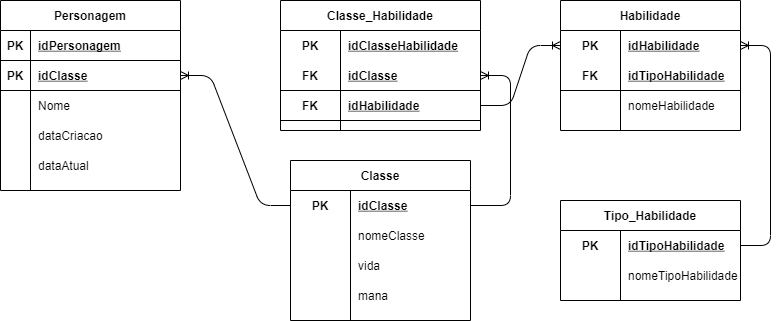 Personagem
PK idPersonagem
PK idClasse
Nome
dataCriacao
dataAtual
Classe_Habilidade
PK idClasseHabilidade
FK idClasse
FK idHabilidade
Habilidade
PK idHabilidade
FK idTipoHabilidade
nomeHabilidade
Classe
PK idClasse
nomeClasse
vida
mana
Tipo_Habilidade
PK idTipoHabilidade
nomeTipoHabilidade